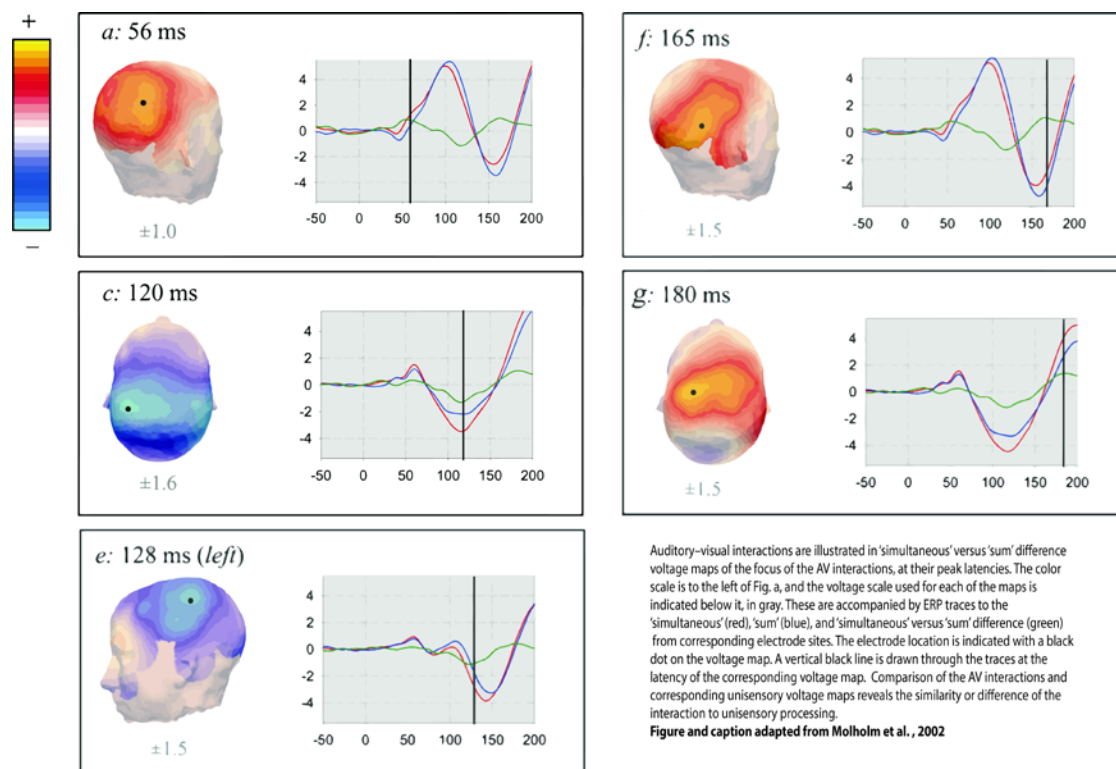 +
−
a: 56 ms
4
2
0
-2
-4
-50 0 50 100 150 200
±1.0
f: 165 ms
4
2
0
-2
-4
-50 0 50 100 150 200
±1.5
c: 120 ms
4
2
0
-2
-4
-50 0 50 100 150 200
±1.6
g: 180 ms
4
2
0
-2
-4
-50 0 50 100 150 200
±1.5
e: 128 ms (left)
4
2
0
-2
-4
-50 0 50 100 150 200
±1.5
Auditory–visual interactions are illustrated in 'simultaneous' versus 'sum' difference
voltage maps of the focus of the AV interactions, at their peak latencies. The color
scale is to the left of Fig. a, and the voltage scale used for each of the maps is
indicated below it, in gray. These are accompanied by ERP traces to the
'simultaneous' (red), 'sum' (blue), and 'simultaneous' versus 'sum' difference (green)
from corresponding electrode sites. The electrode location is indicated with a black
dot on the voltage map. A vertical black line is drawn through the traces at the
latency of the corresponding voltage map. Comparison of the AV interactions and
corresponding unisensory voltage maps reveals the similarity or difference of the
interaction to unisensory processing.
Figure and caption adapted from Molholm et al. , 2002